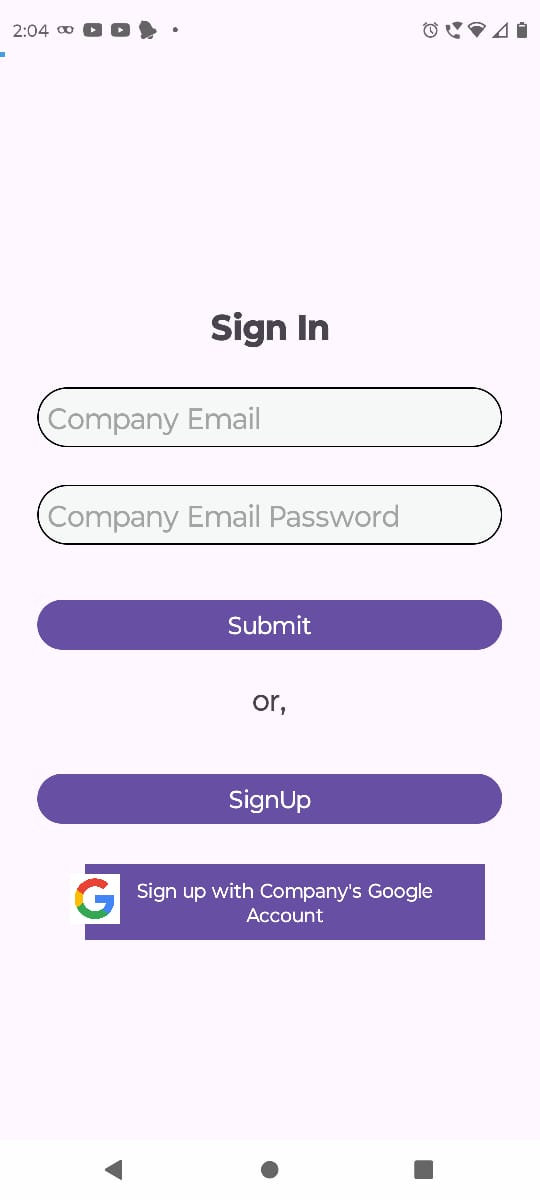 2:04
Sign In
Company Email
Company Email Password
Submit
or,
SignUp
Sign up with Company's Google
Account